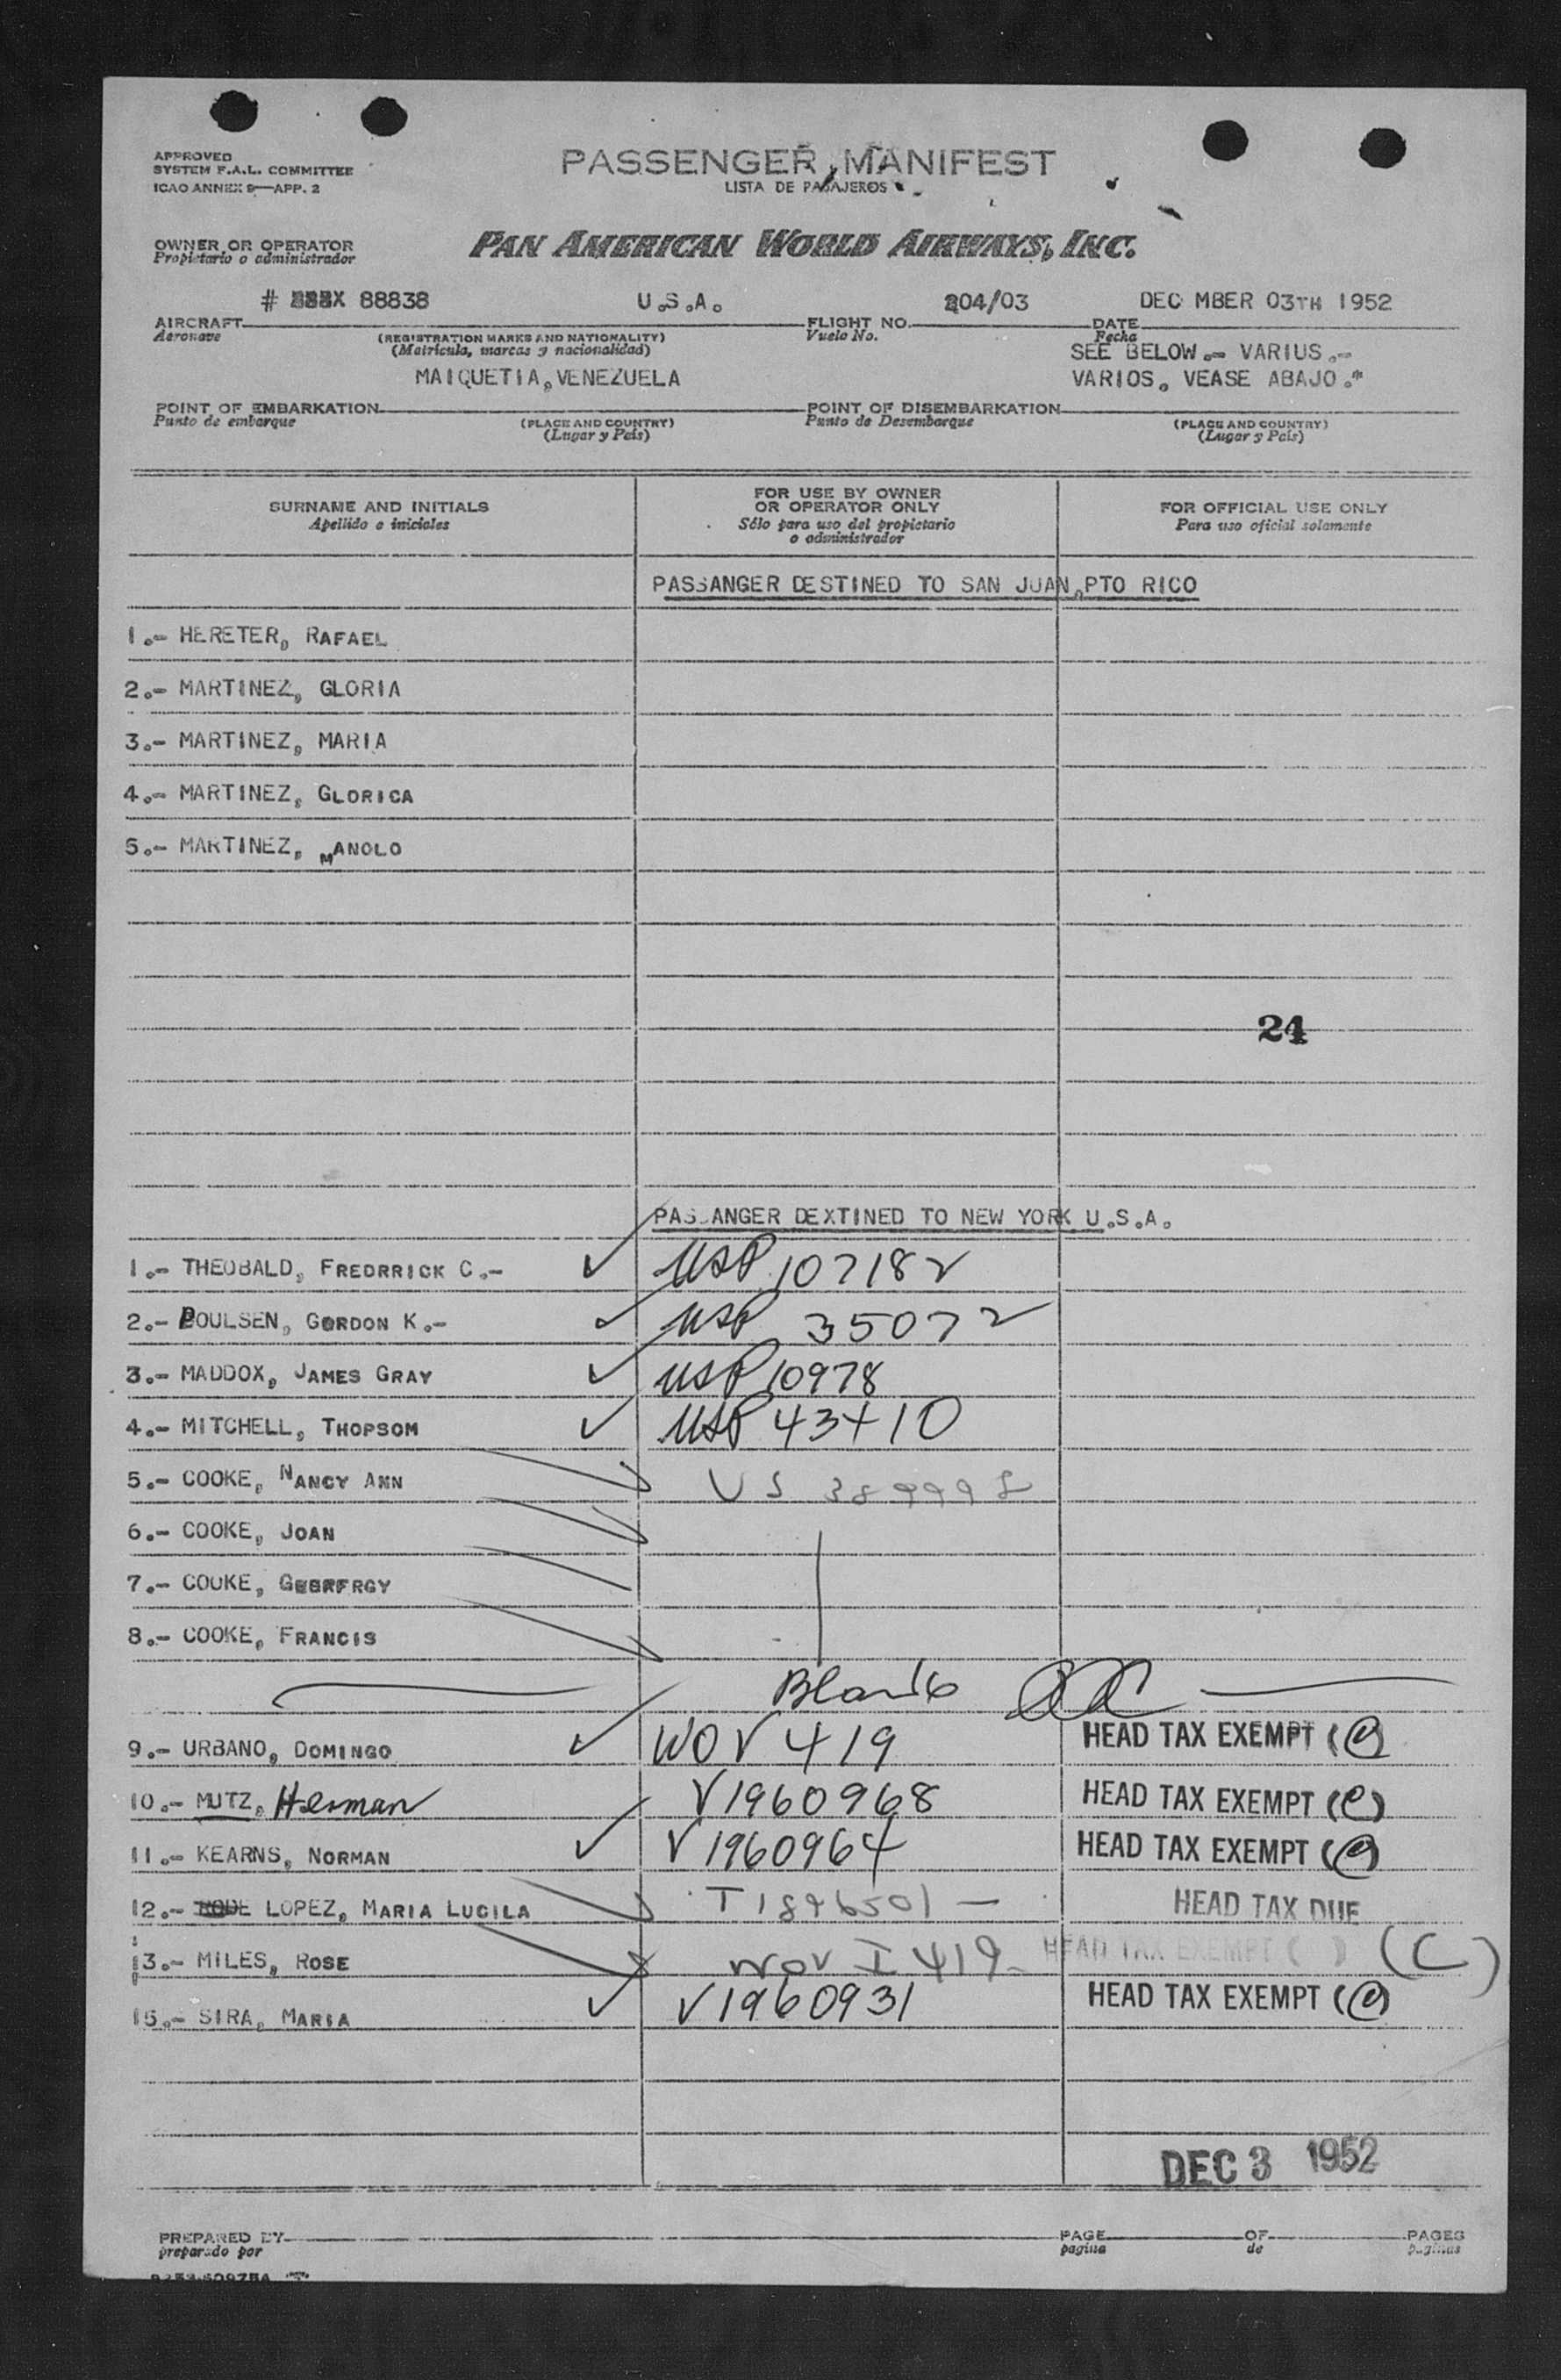 APPROVED
SYSTEM F.A.L. COMMITTEE
ICAO ANNEX 9—APP. 2
PASSENGER MANIFEST
LISTA DE PASAJEROS
OWNER OR OPERATOR
Propietario o administrador
PAN AMERICAN WORLD AIRWAYS, INC.
# 88838 U.S.A. 204/03 DEC MBER 03TH 1952
AIRCRAFT FLIGHT NO. DATE
Aeronave (REGISTRATION MARKS AND NATIONALITY) Vuelo No. Fecha
(Matricula, marcas y nacionalidad) SEE BELOW.- VARIUS.-
MAIQUETIA, VENEZUELA VARIOS, VEASE ABAJO.*
POINT OF EMBARKATION POINT OF DISEMBARKATION
Punto de embarque (PLACE AND COUNTRY) Punto de Desembarque (PLACE AND COUNTRY)
(Lugar y País) (Lugar y País)
SURNAME AND INITIALS FOR USE BY OWNER OR OPERATOR ONLY FOR OFFICIAL USE ONLY
Apellido e iniciales Sólo para uso del propietario o administrador Para uso oficial solamente
PASSANGER DESTINED TO SAN JUAN, PTO RICO
1.- HERETER, RAFAEL
2.- MARTINEZ, GLORIA
3.- MARTINEZ, MARIA
4.- MARTINEZ, GLORICA
5.- MARTINEZ, MANOLO
24
PASSANGER DEXTINED TO NEW YORK U.S.A.
1.- THEOBALD, FREDRRICK C.- USP 107182
2.- POULSEN, GORDON K.- USP 35072
3.- MADDOX, JAMES GRAY USP 10978
4.- MITCHELL, THOPSOM USP 43410
5.- COOKE, NANCY ANN US
6.- COOKE, JOAN
7.- COOKE,
8.- COOKE, FRANCIS
Blank
9.- URBANO, DOMINGO WOV 419 HEAD TAX EXEMPT (C)
10.- MUTZ, Herman V1960968 HEAD TAX EXEMPT (C)
11.- KEARNS, NORMAN V1960964 HEAD TAX EXEMPT (C)
12.- LOPEZ, MARIA LUCILA T1896501 — HEAD TAX DUE
13.- MILES, ROSE WOV I 419 HEAD TAX EXEMPT ( ) (C)
15.- SIRA, MARIA V1960931 HEAD TAX EXEMPT (C)
DEC 3 1952
PREPARED BY PAGE OF PAGES
preparado por pagina de paginas